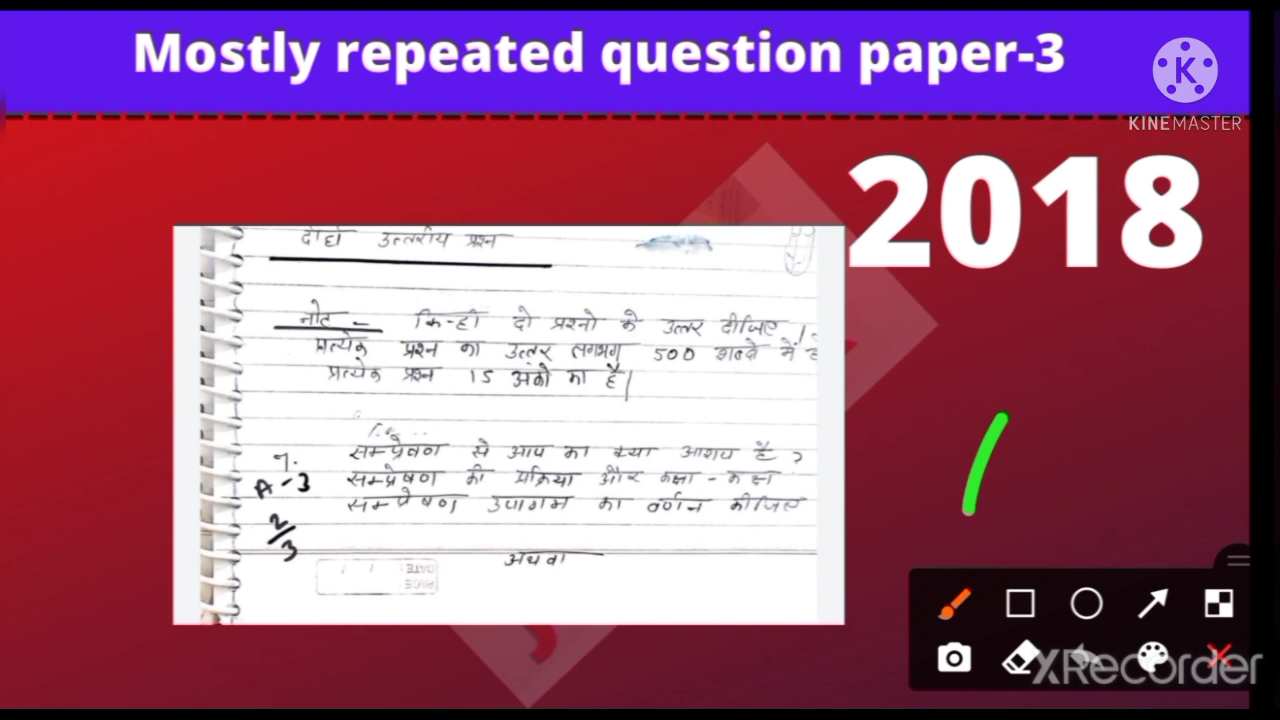 Mostly repeated question paper-3
K
KINEMASTER
2018
दीर्घ उत्तरीय प्रश्न
नोट - किन्ही दो प्रश्नो के उत्तर दीजिए।
प्रत्येक प्रश्न का उत्तर लगभग 500 शब्दो में
प्रत्येक प्रश्न 15 अंको का है|
सम्प्रेषण से आप का क्या आशय है ?
A-3 सम्प्रेषण की प्रक्रिया और कक्षा-कक्ष
सम्प्रेषण उपागम का वर्णन कीजिए
2/3
अथवा
DATE:
PAGE:
XRecorder